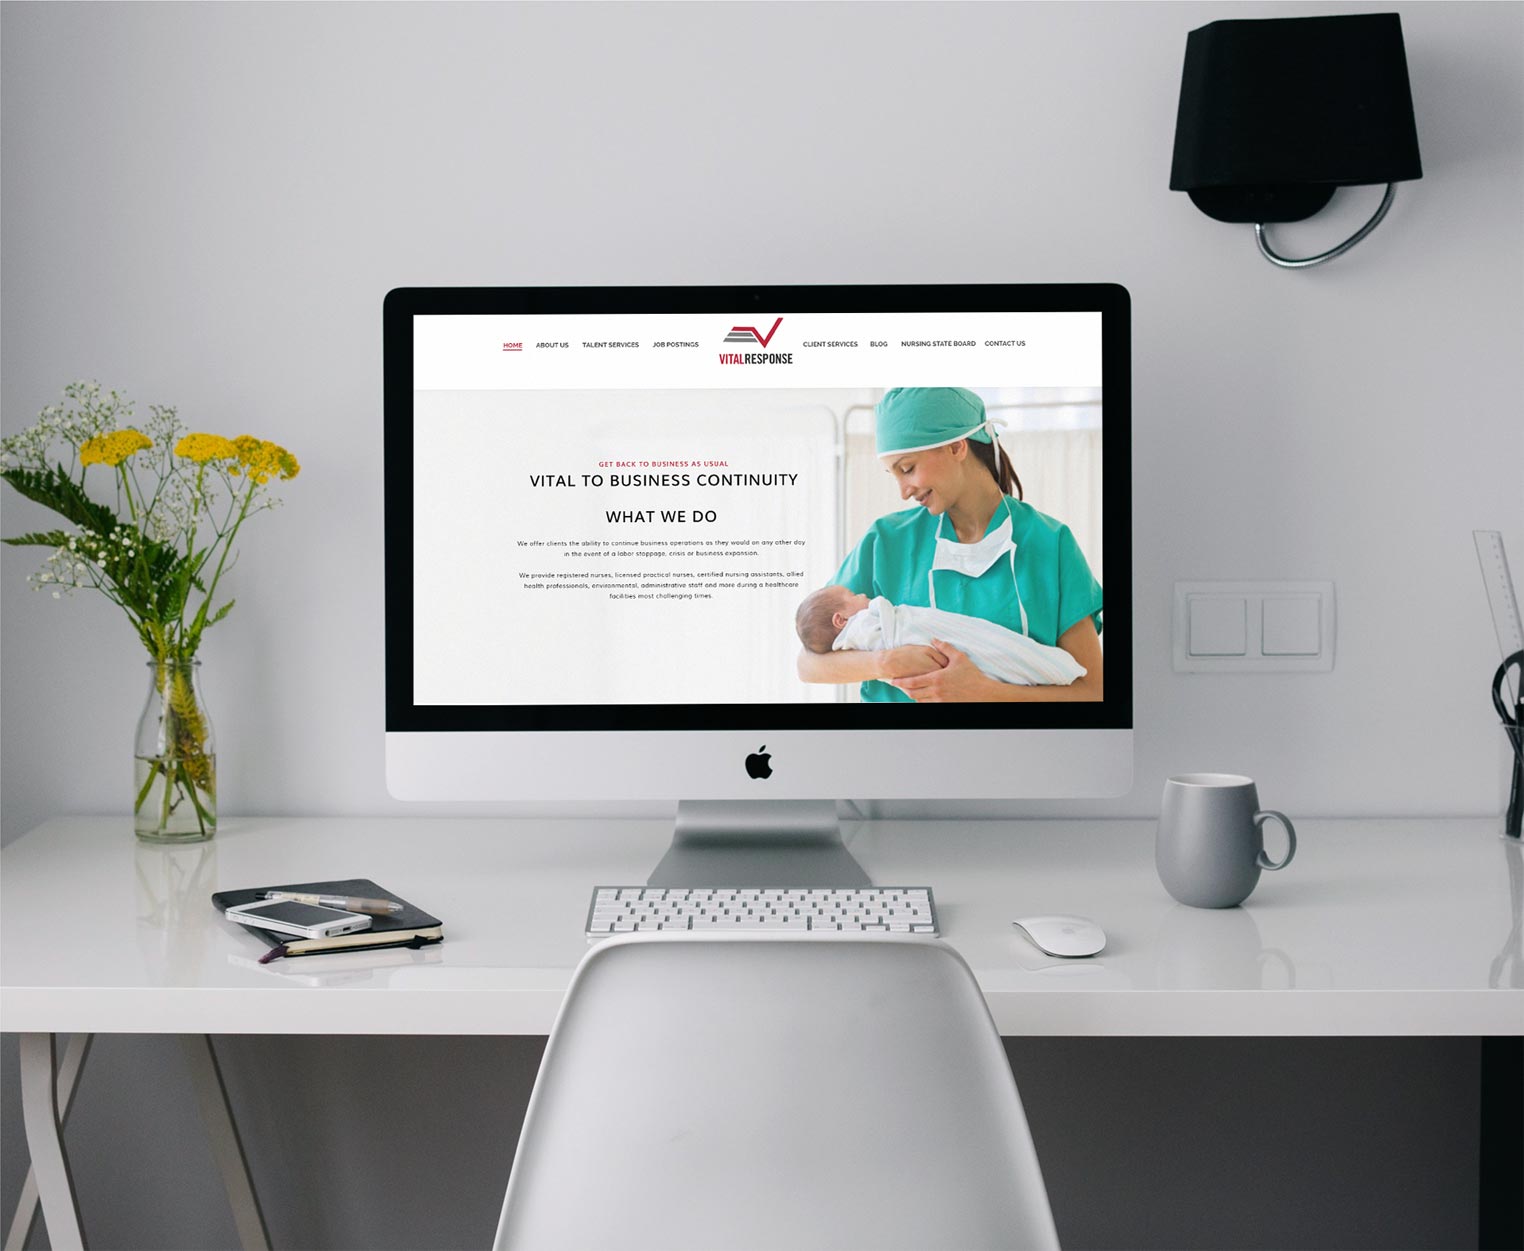 HOME ABOUT US TALENT SERVICES JOB POSTINGS VITALRESPONSE CLIENT SERVICES BLOG NURSING STATE BOARD CONTACT US
GET BACK TO BUSINESS AS USUAL
VITAL TO BUSINESS CONTINUITY
WHAT WE DO
We offer clients the ability to continue business operations as they would on any other day
in the event of a labor stoppage, crisis or business expansion.
We provide registered nurses, licensed practical nurses, certified nursing assistants, allied
health professionals, environmental, administrative staff and more during a healthcare
facilities most challenging times.